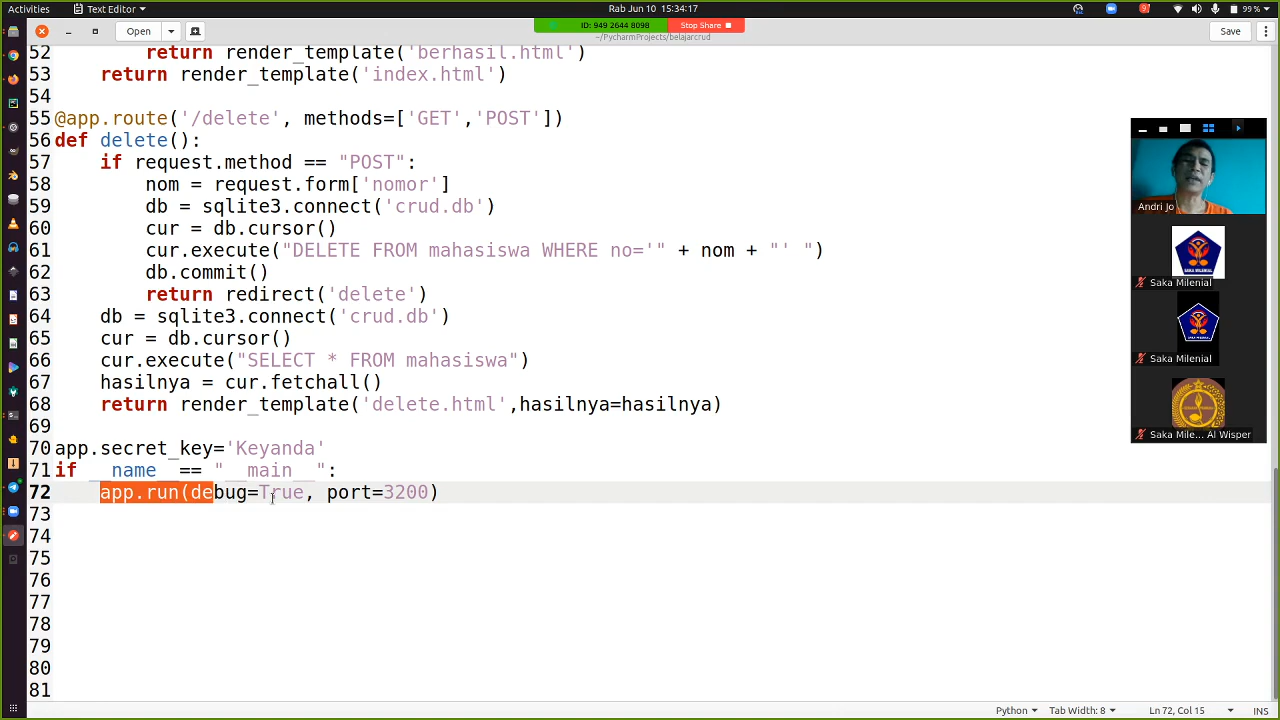 Activities
Text Editor
Rab Jun 10 15:34:17
99 %
Open
ID: 949 2644 8098
Stop Share
~/PycharmProjects/belajarcrud
Save
52 return render_template('berhasil.html')
53 return render_template('index.html')
54
55 @app.route('/delete', methods=['GET','POST'])
56 def delete():
57 if request.method == "POST":
58 nom = request.form['nomor']
59 db = sqlite3.connect('crud.db')
60 cur = db.cursor()
61 cur.execute("DELETE FROM mahasiswa WHERE no='" + nom + "' ")
62 db.commit()
63 return redirect('delete')
64 db = sqlite3.connect('crud.db')
65 cur = db.cursor()
66 cur.execute("SELECT * FROM mahasiswa")
67 hasilnya = cur.fetchall()
68 return render_template('delete.html',hasilnya=hasilnya)
69
70 app.secret_key='Keyanda'
71 if __name__ == "__main__":
72 app.run(debug=True, port=3200)
73
74
75
76
77
78
79
80
81
Andri Jo
SAKA MILENIAL
Saka Milenial
Saka Milenial
Saka Mile... Al Wisper
Python
Tab Width: 8
Ln 72, Col 15
INS